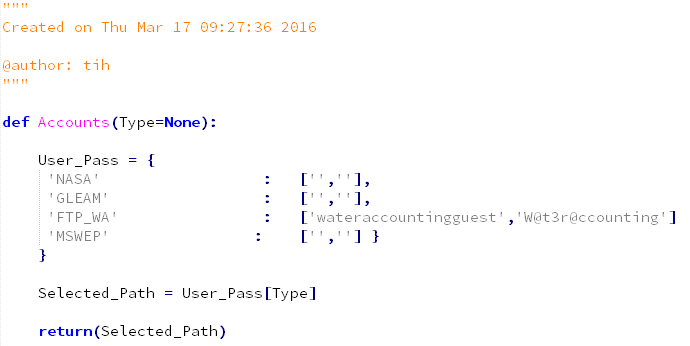 """
Created on Thu Mar 17 09:27:36 2016
@author: tih
"""
def Accounts(Type=None):
User_Pass = {
'NASA' : ['',''],
'GLEAM' : ['',''],
'FTP_WA' : ['wateraccountingguest','W@t3r@ccounting']
'MSWEP' : ['',''] }
}
Selected_Path = User_Pass[Type]
return(Selected_Path)